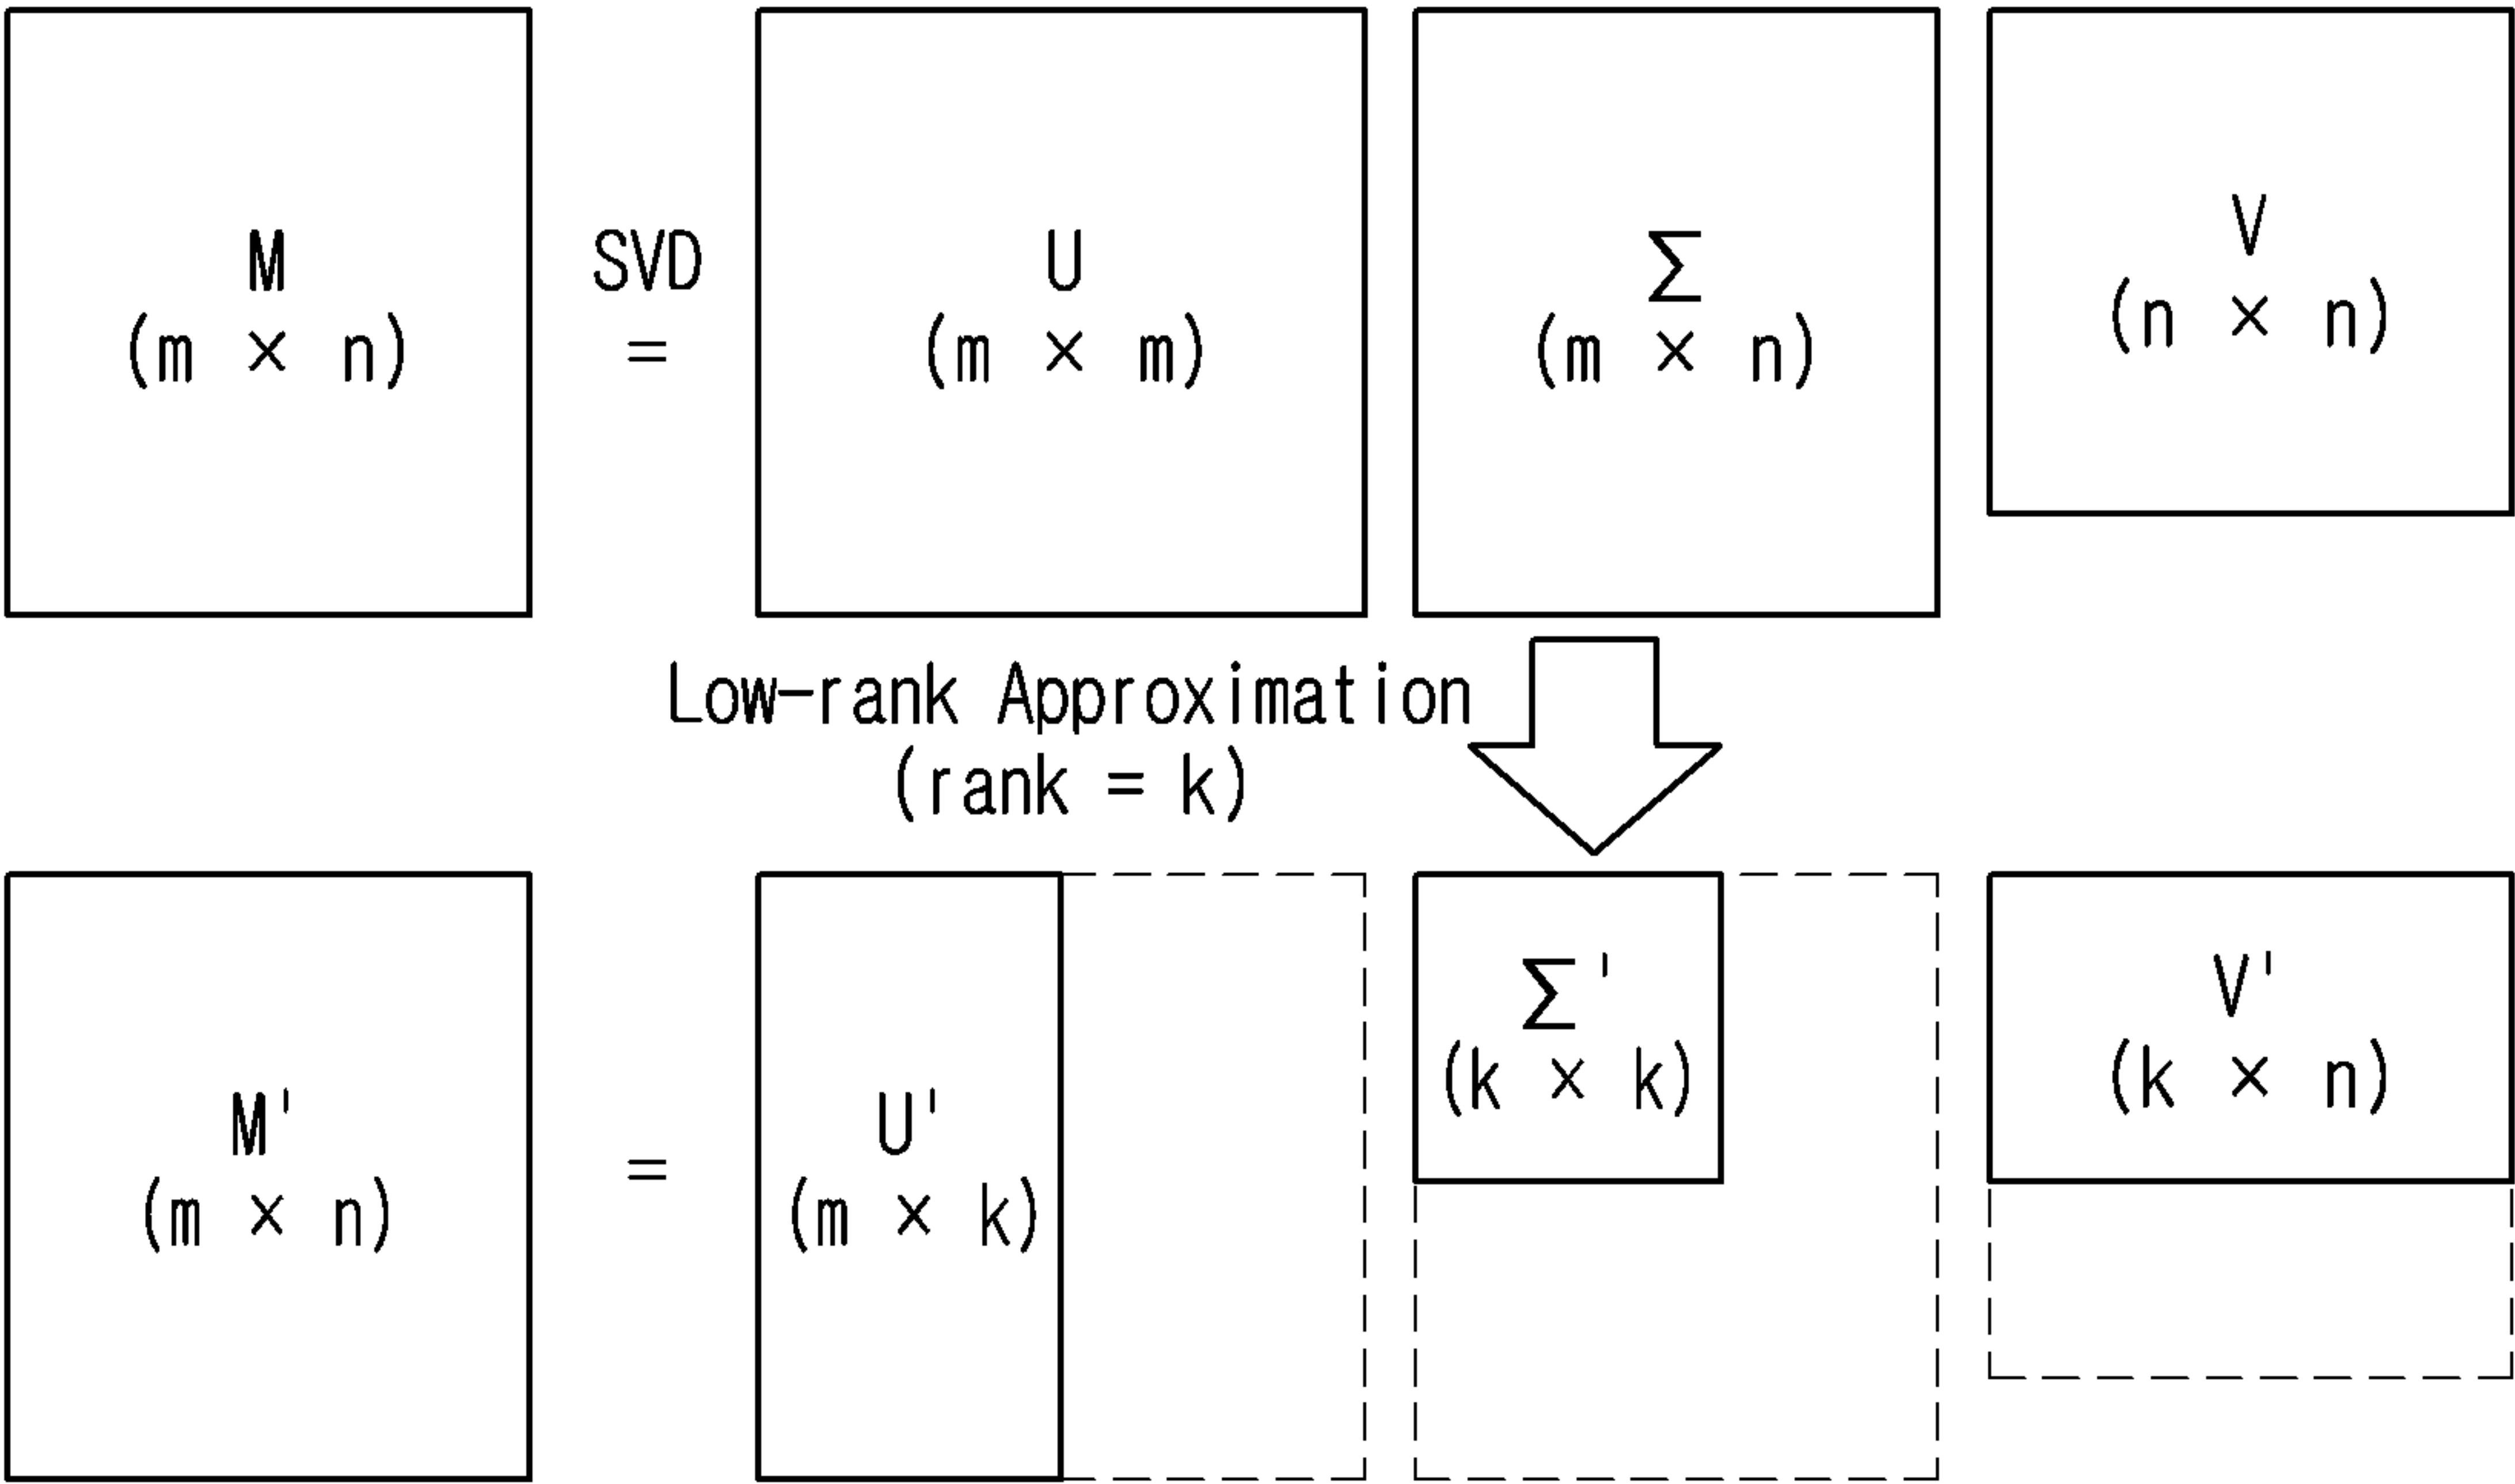 M
(m × n)
SVD
=
U
(m × m)
Σ
(m × n)
V
(n × n)
Low-rank Approximation
(rank = k)
M'
(m × n)
=
U'
(m × k)
Σ'
(k × k)
V'
(k × n)